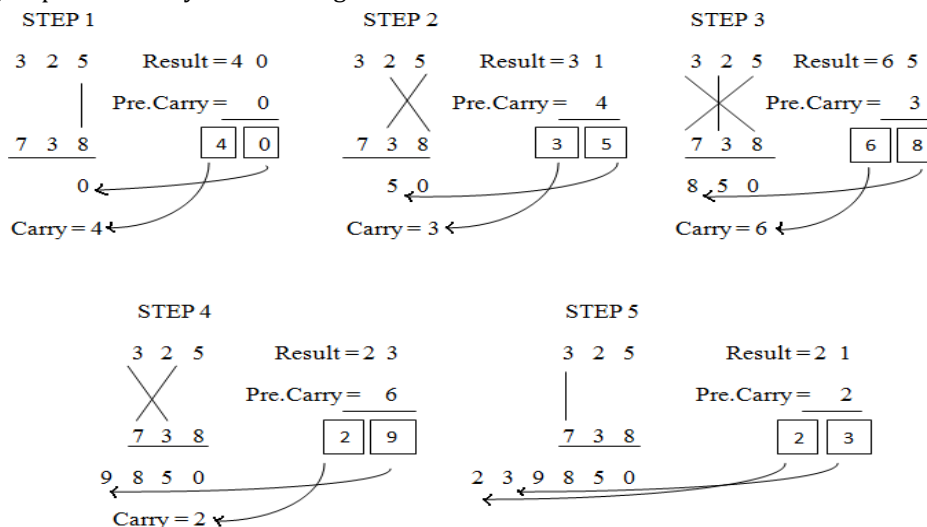 STEP 1
3 2 5 Result = 4 0
Pre.Carry = 0
7 3 8 4 0
0
Carry = 4
STEP 2
3 2 5 Result = 3 1
Pre.Carry = 4
7 3 8 3 5
5 0
Carry = 3
STEP 3
3 2 5 Result = 6 5
Pre.Carry = 3
7 3 8 6 8
8 5 0
Carry = 6
STEP 4
3 2 5 Result = 2 3
Pre.Carry = 6
7 3 8 2 9
9 8 5 0
Carry = 2
STEP 5
3 2 5 Result = 2 1
Pre.Carry = 2
7 3 8 2 3
2 3 9 8 5 0